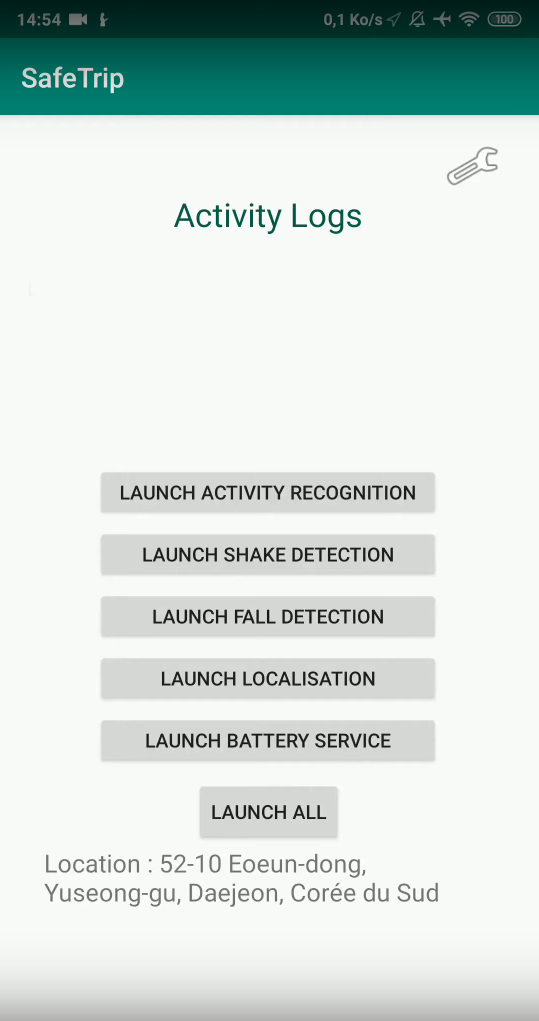 14:54 0,1 Ko/s 100
SafeTrip
Activity Logs
LAUNCH ACTIVITY RECOGNITION
LAUNCH SHAKE DETECTION
LAUNCH FALL DETECTION
LAUNCH LOCALISATION
LAUNCH BATTERY SERVICE
LAUNCH ALL
Location : 52-10 Eoeun-dong,
Yuseong-gu, Daejeon, Corée du Sud